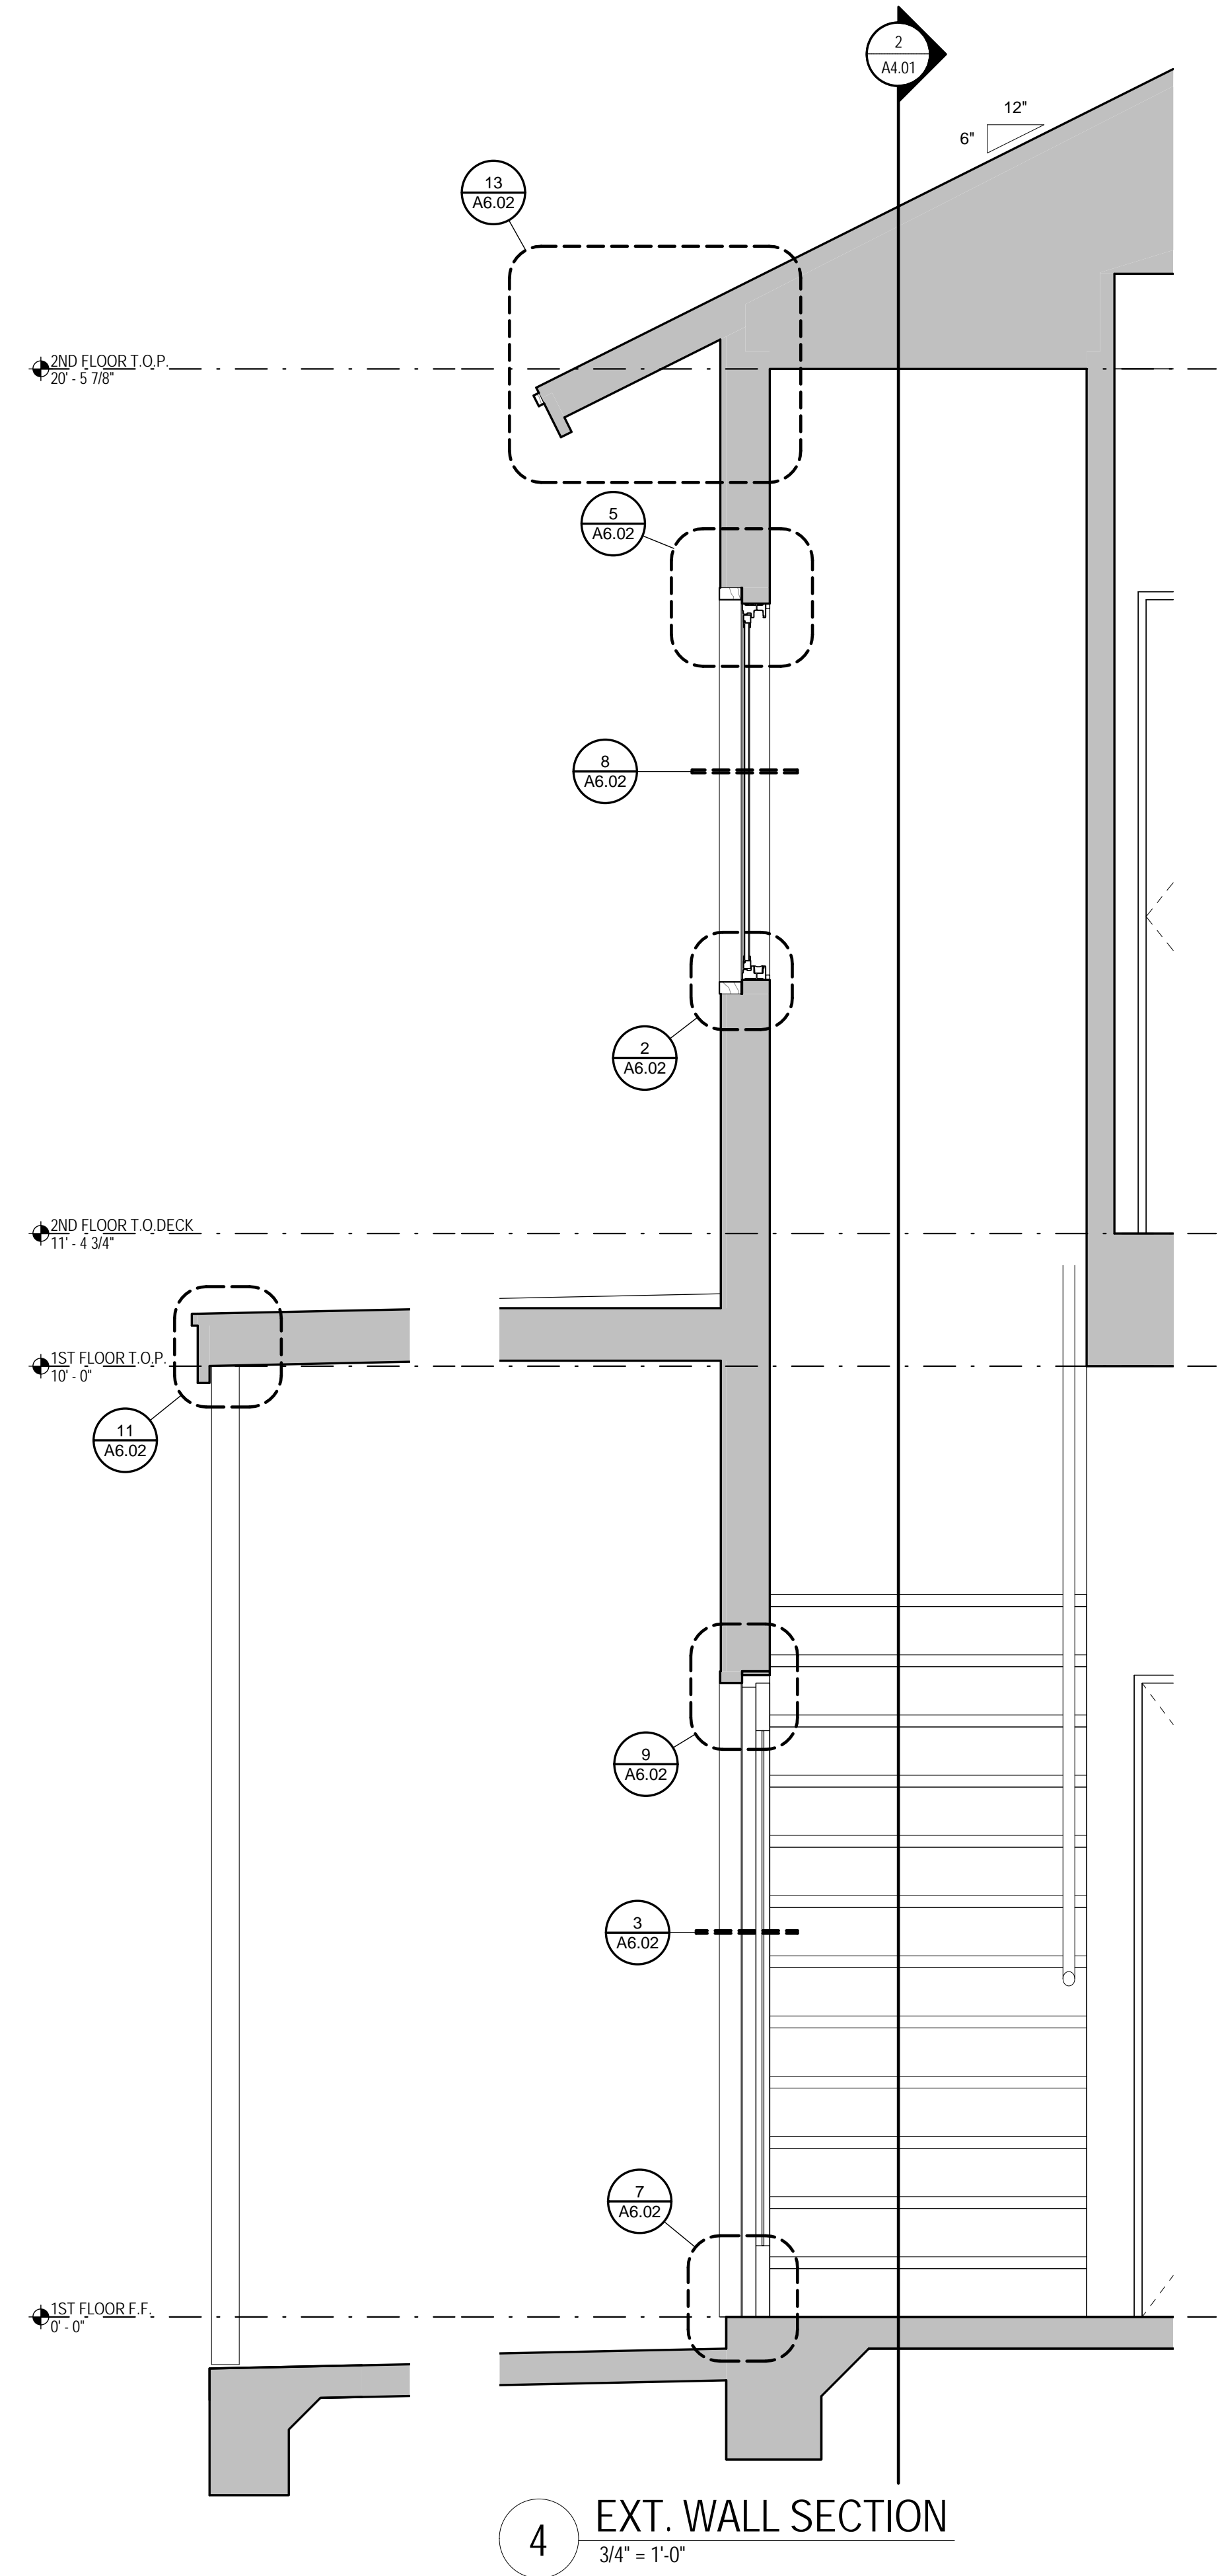 2
A4.01
12"
6"
13
A6.02
2ND FLOOR T.O.P.
20' - 5 7/8"
5
A6.02
8
A6.02
2
A6.02
2ND FLOOR T.O.DECK
11' - 4 3/4"
1ST FLOOR T.O.P.
10' - 0"
11
A6.02
9
A6.02
3
A6.02
7
A6.02
1ST FLOOR F.F.
0' - 0"
4
EXT. WALL SECTION
3/4" = 1'-0"